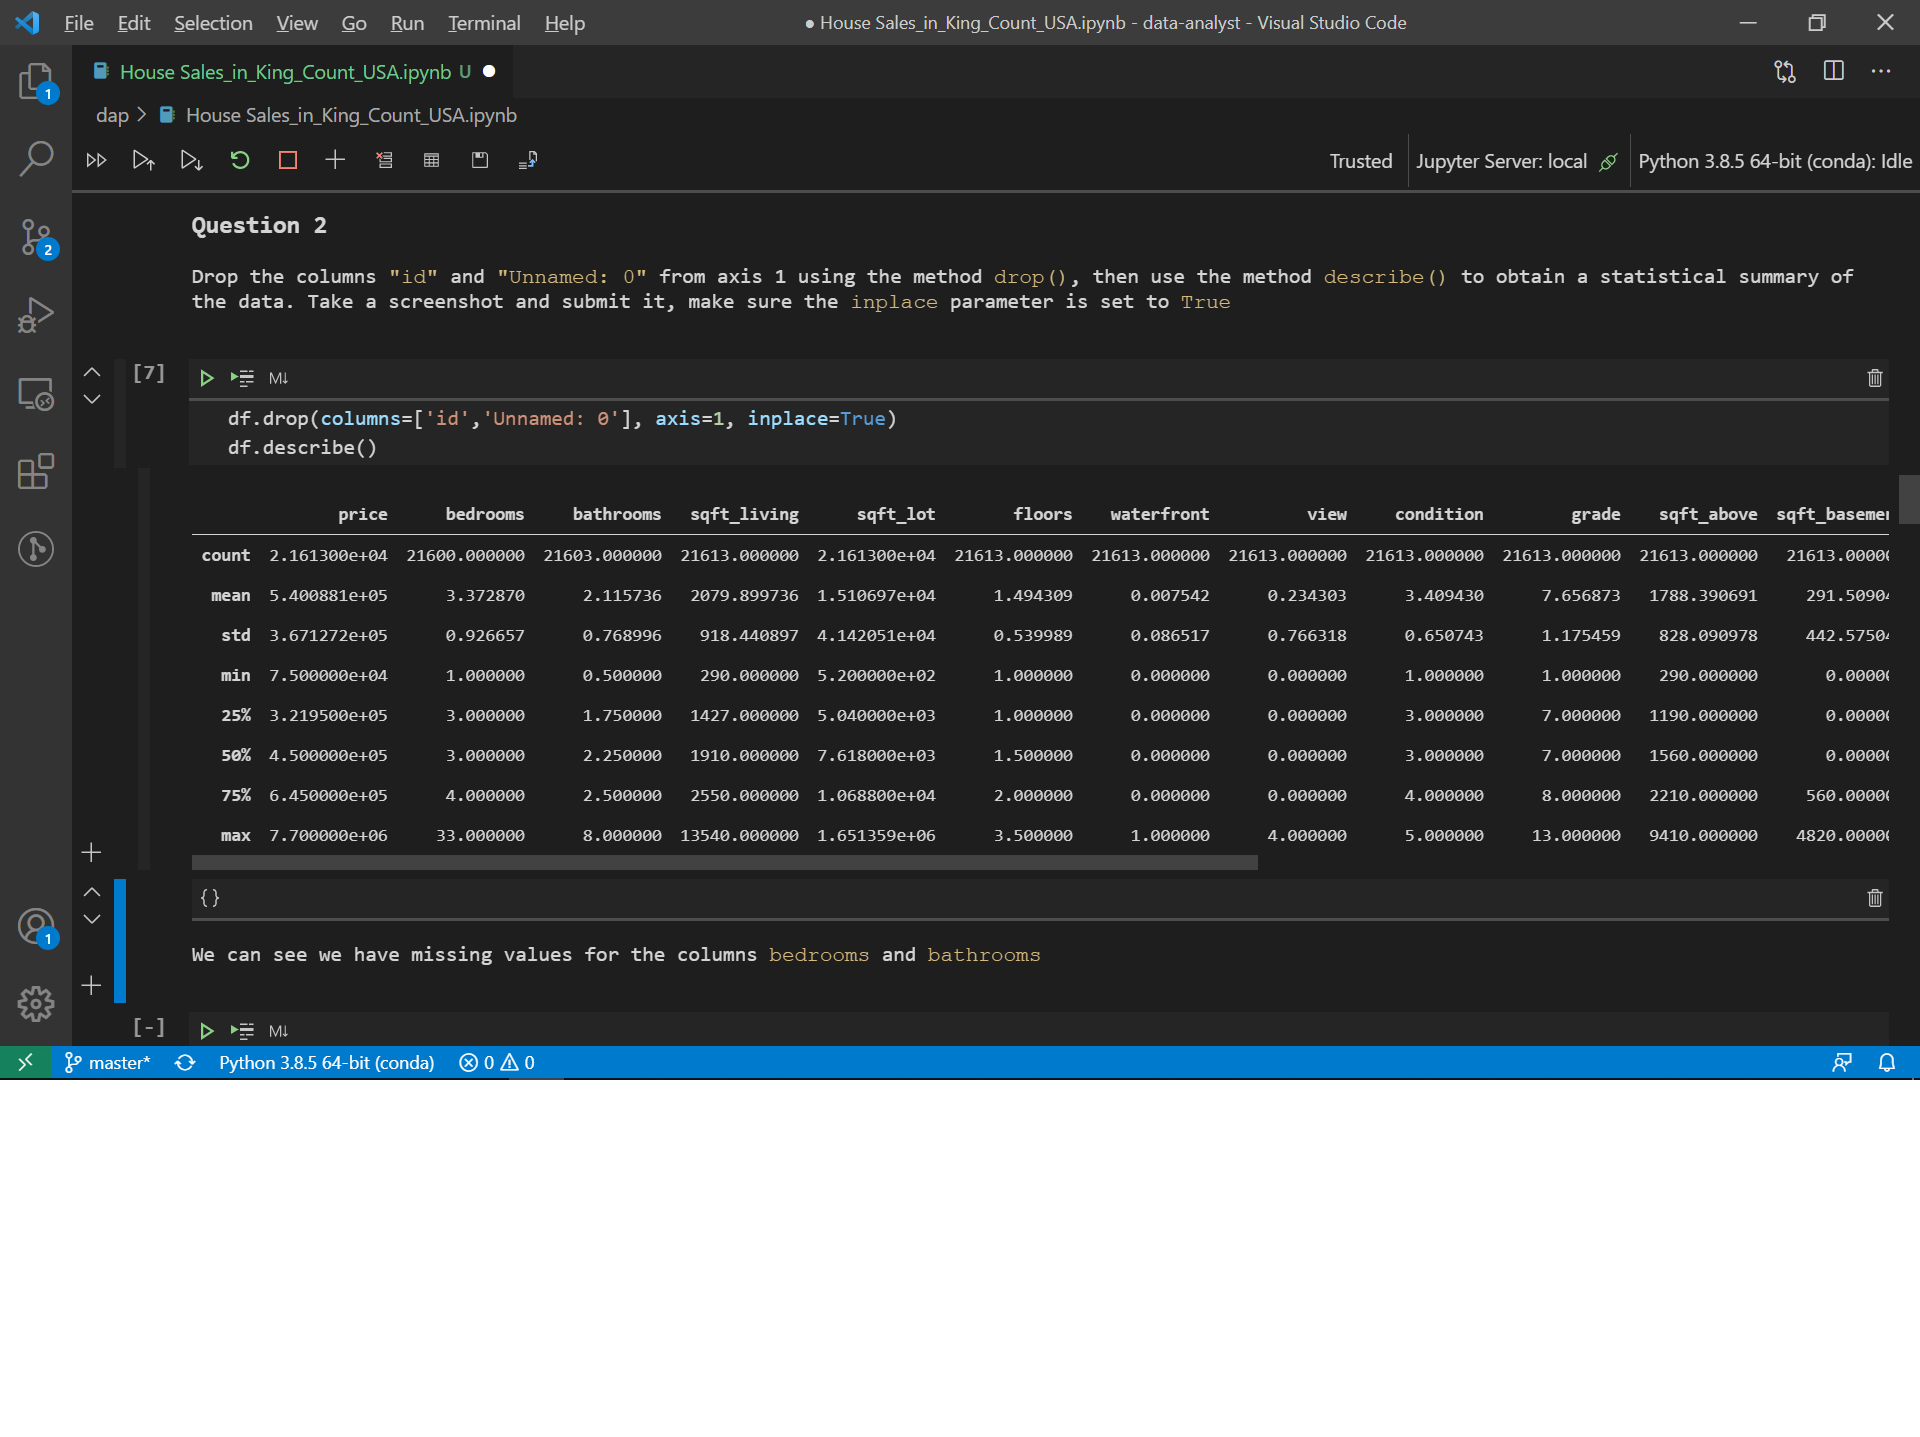 File Edit Selection View Go Run Terminal Help
● House Sales_in_King_Count_USA.ipynb - data-analyst - Visual Studio Code
House Sales_in_King_Count_USA.ipynb U ●
dap > House Sales_in_King_Count_USA.ipynb
Trusted Jupyter Server: local Python 3.8.5 64-bit (conda): Idle
1
2
1
Question 2
Drop the columns "id" and "Unnamed: 0" from axis 1 using the method drop(), then use the method describe() to obtain a statistical summary of
the data. Take a screenshot and submit it, make sure the inplace parameter is set to True
[7] M↓
df.drop(columns=['id','Unnamed: 0'], axis=1, inplace=True)
df.describe()
price bedrooms bathrooms sqft_living sqft_lot floors waterfront view condition grade sqft_above sqft_basemen
count 2.161300e+04 21600.000000 21603.000000 21613.000000 2.161300e+04 21613.000000 21613.000000 21613.000000 21613.000000 21613.000000 21613.000000 21613.00000
mean 5.400881e+05 3.372870 2.115736 2079.899736 1.510697e+04 1.494309 0.007542 0.234303 3.409430 7.656873 1788.390691 291.50904
std 3.671272e+05 0.926657 0.768996 918.440897 4.142051e+04 0.539989 0.086517 0.766318 0.650743 1.175459 828.090978 442.57504
min 7.500000e+04 1.000000 0.500000 290.000000 5.200000e+02 1.000000 0.000000 0.000000 1.000000 1.000000 290.000000 0.00000
25% 3.219500e+05 3.000000 1.750000 1427.000000 5.040000e+03 1.000000 0.000000 0.000000 3.000000 7.000000 1190.000000 0.00000
50% 4.500000e+05 3.000000 2.250000 1910.000000 7.618000e+03 1.500000 0.000000 0.000000 3.000000 7.000000 1560.000000 0.00000
75% 6.450000e+05 4.000000 2.500000 2550.000000 1.068800e+04 2.000000 0.000000 0.000000 4.000000 8.000000 2210.000000 560.00000
max 7.700000e+06 33.000000 8.000000 13540.000000 1.651359e+06 3.500000 1.000000 4.000000 5.000000 13.000000 9410.000000 4820.00000
{}
We can see we have missing values for the columns bedrooms and bathrooms
[-] M↓
master* Python 3.8.5 64-bit (conda) 0 0